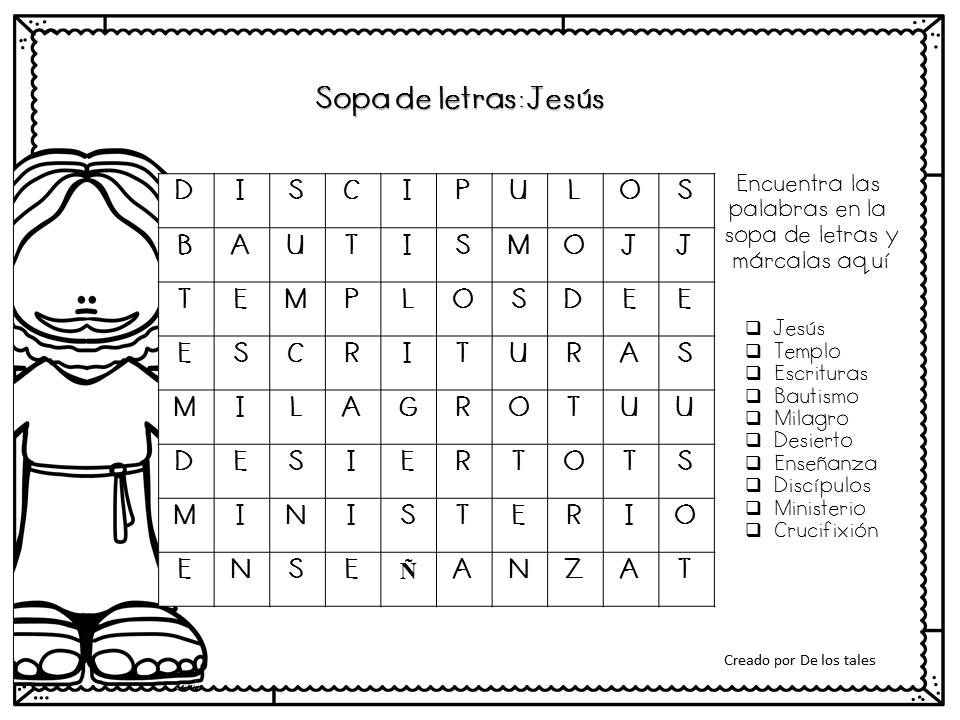 Sopa de letras: Jesús
D I S C I P U L O S
B A U T I S M O J J
T E M P L O S D E E
E S C R I T U R A S
M I L A G R O T U U
D E S I E R T O T S
M I N I S T E R I O
E N S E Ñ A N Z A T
Encuentra las
palabras en la
sopa de letras y
márcalas aquí
❑ Jesús
❑ Templo
❑ Escrituras
❑ Bautismo
❑ Milagro
❑ Desierto
❑ Enseñanza
❑ Discípulos
❑ Ministerio
❑ Crucifixión
Creado por De los tales